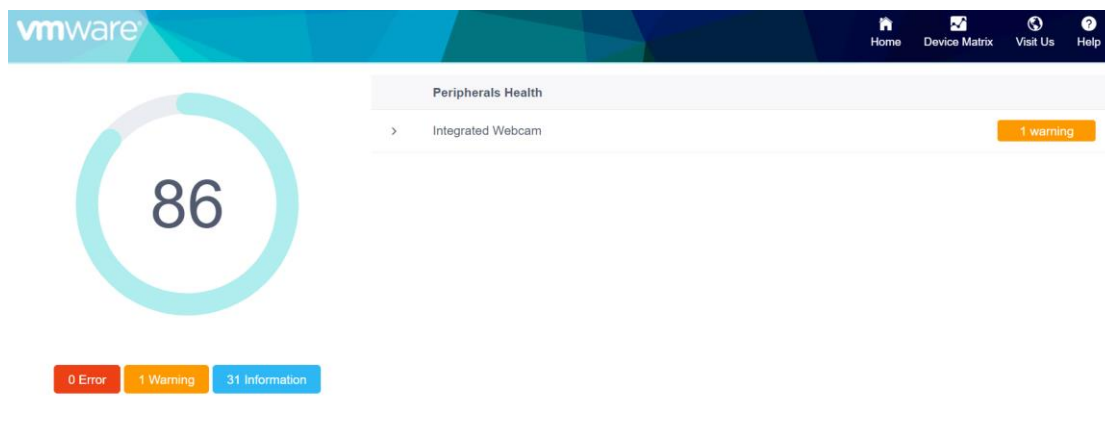 vmware
Home Device Matrix Visit Us Help
Peripherals Health
Integrated Webcam 1 warning
86
0 Error 1 Warning 31 Information